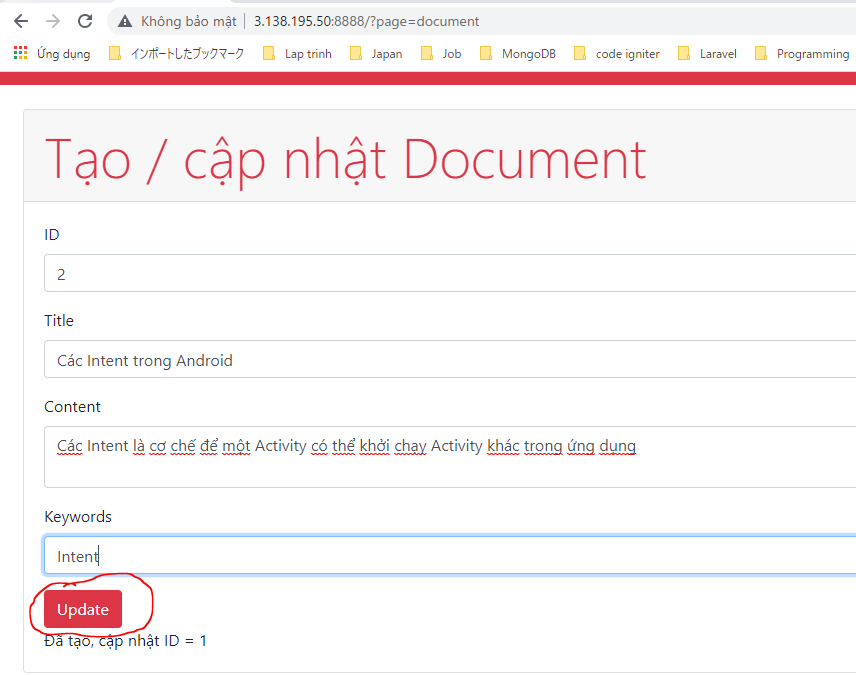 Không bảo mật 3.138.195.50:8888/?page=document
Ứng dụng インポートしたブックマーク Lap trinh Japan Job MongoDB code igniter Laravel Programming
Tạo / cập nhật Document
ID
2
Title
Các Intent trong Android
Content
Các Intent là cơ chế để một Activity có thể khởi chạy Activity khác trong ứng dụng
Keywords
Intent
Update
Đã tạo, cập nhật ID = 1